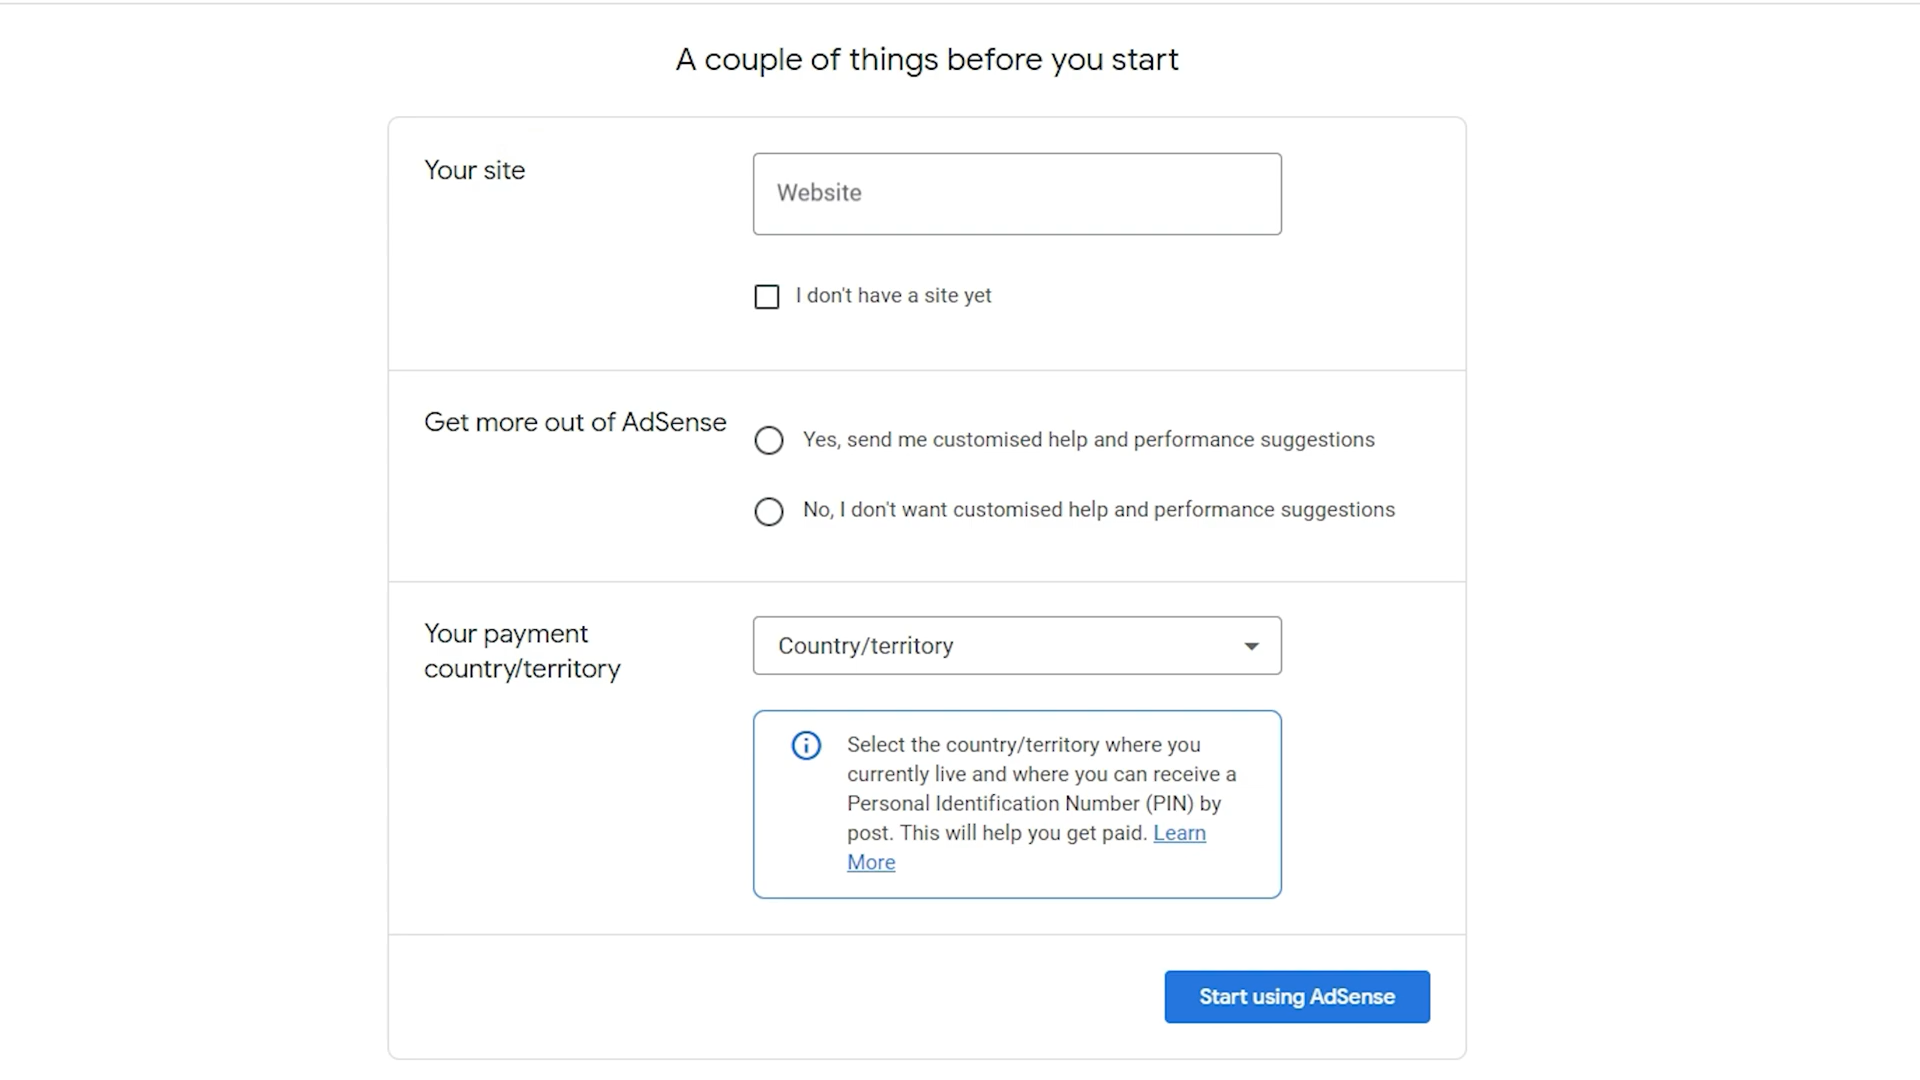 A couple of things before you start
Your site
Website
I don't have a site yet
Get more out of AdSense
Yes, send me customised help and performance suggestions
No, I don't want customised help and performance suggestions
Your payment
country/territory
Country/territory
Select the country/territory where you
currently live and where you can receive a
Personal Identification Number (PIN) by
post. This will help you get paid. Learn
More
Start using AdSense